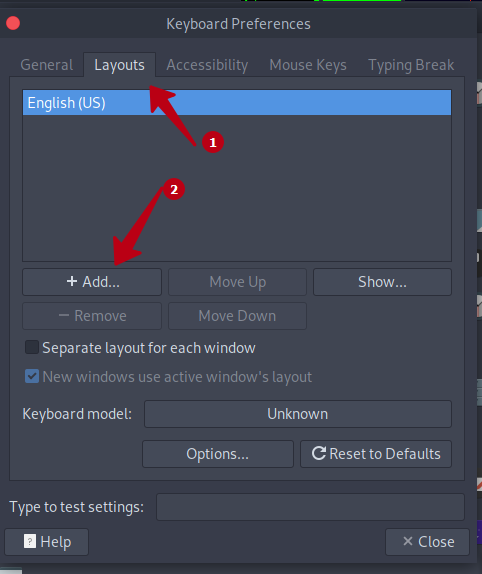 Keyboard Preferences
General Layouts Accessibility Mouse Keys Typing Break
English (US)
1
2
+ Add... Move Up Show...
− Remove Move Down
Separate layout for each window
New windows use active window's layout
Keyboard model: Unknown
Options... Reset to Defaults
Type to test settings:
? Help × Close